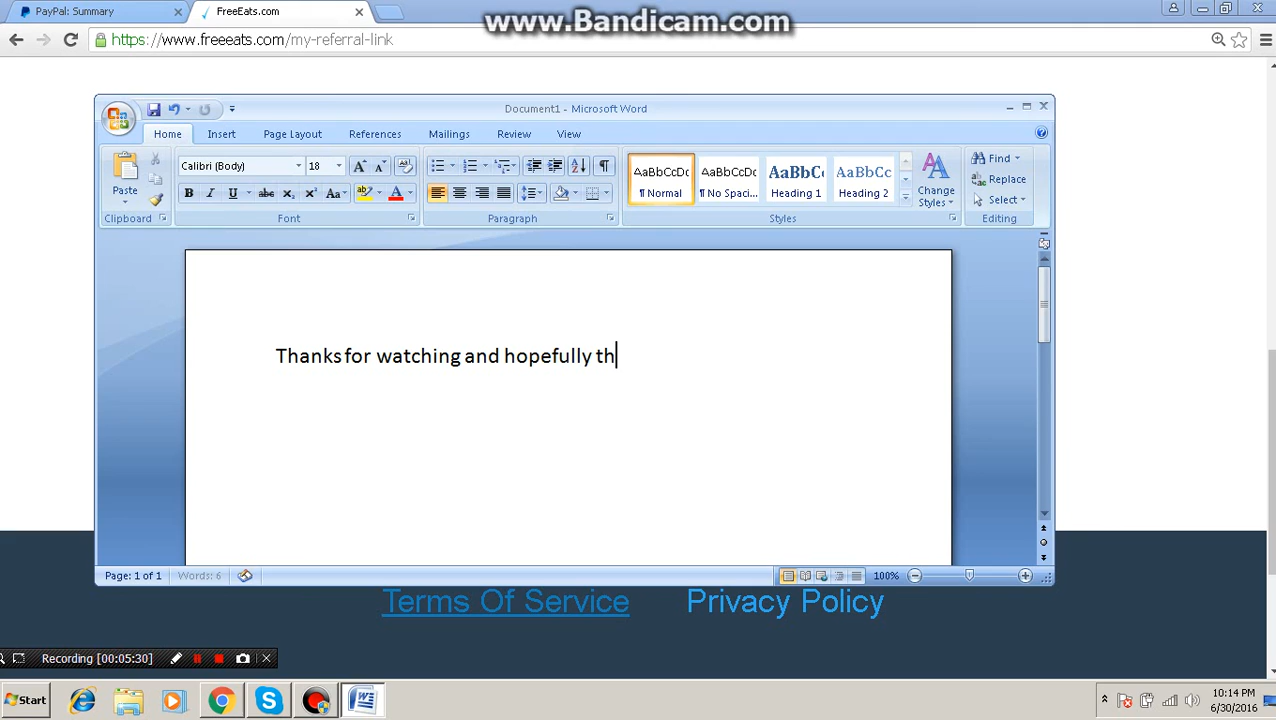 PayPal: Summary
FreeEats.com
www.Bandicam.com
https://www.freeeats.com/my-referral-link
Document1 - Microsoft Word
Home Insert Page Layout References Mailings Review View
Calibri (Body) 18
AaBbCcDc AaBbCcDc AaBbC AaBbCc
Paste ¶ Normal ¶ No Spaci... Heading 1 Heading 2 Change Styles Find Replace Select
Clipboard Font Paragraph Styles Editing
Thanks for watching and hopefully th
Page: 1 of 1 Words: 6 100%
Terms Of Service Privacy Policy
Recording [00:05:30]
Start 10:14 PM
6/30/2016